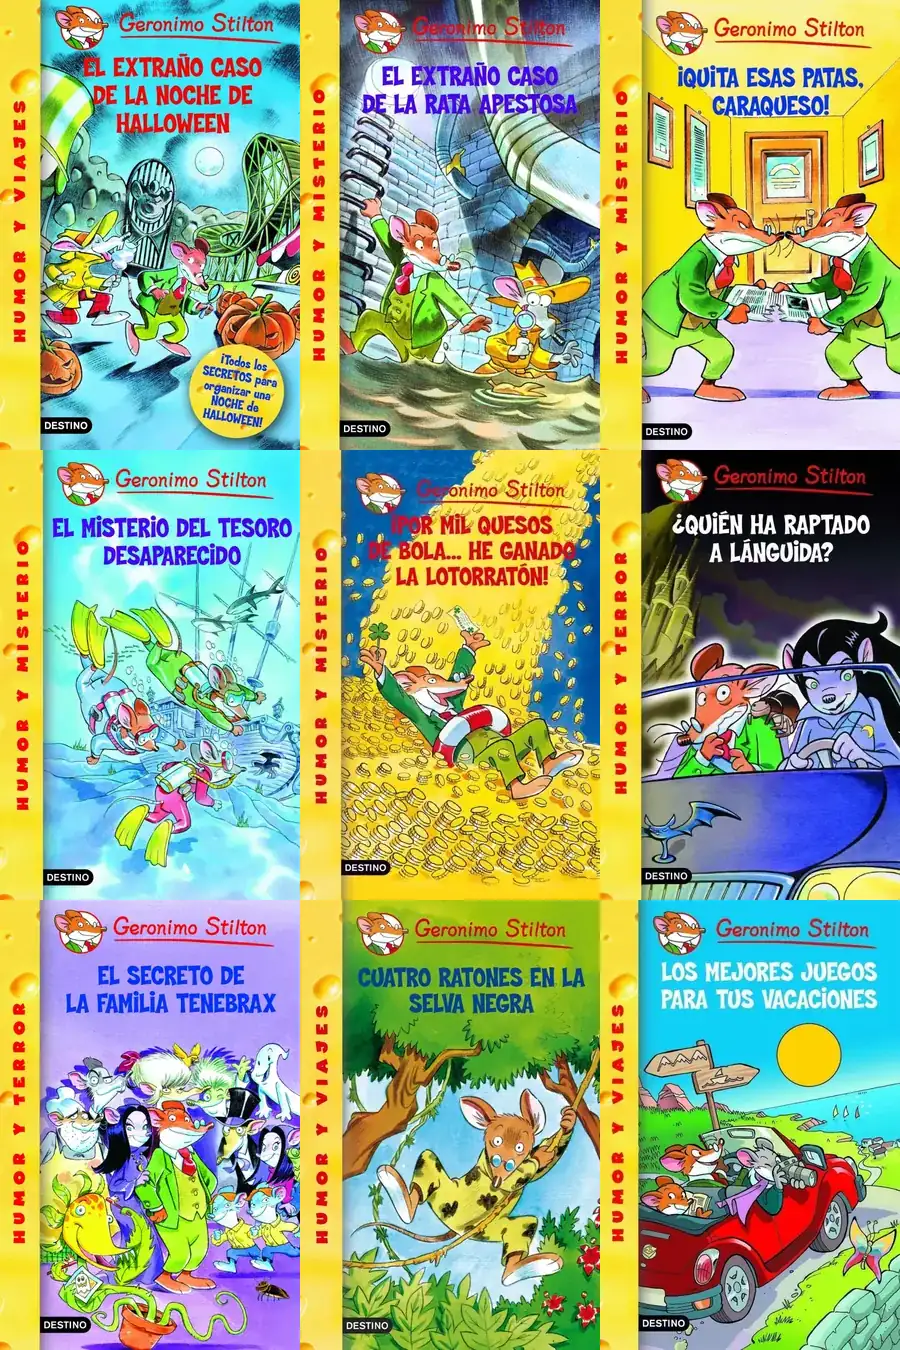 HUMOR Y VIAJES
Geronimo Stilton
EL EXTRAÑO CASO
DE LA NOCHE DE
HALLOWEEN
¡Todos los
SECRETOS para
organizar una
NOCHE de
HALLOWEEN!
DESTINO
HUMOR Y MISTERIO
Geronimo Stilton
EL EXTRAÑO CASO
DE LA RATA APESTOSA
DESTINO
HUMOR Y MISTERIO
Geronimo Stilton
¡QUITA ESAS PATAS,
CARAQUESO!
DESTINO
HUMOR Y MISTERIO
Geronimo Stilton
EL MISTERIO DEL TESORO
DESAPARECIDO
DESTINO
HUMOR Y MISTERIO
Geronimo Stilton
¡POR MIL QUESOS
DE BOLA... HE GANADO
LA LOTORRATÓN!
DESTINO
HUMOR Y TERROR
Geronimo Stilton
¿QUIÉN HA RAPTADO
A LÁNGUIDA?
DESTINO
HUMOR Y TERROR
Geronimo Stilton
EL SECRETO DE
LA FAMILIA TENEBRAX
DESTINO
HUMOR Y VIAJES
Geronimo Stilton
CUATRO RATONES EN LA
SELVA NEGRA
DESTINO
HUMOR Y VIAJES
Geronimo Stilton
LOS MEJORES JUEGOS
PARA TUS VACACIONES
DESTINO